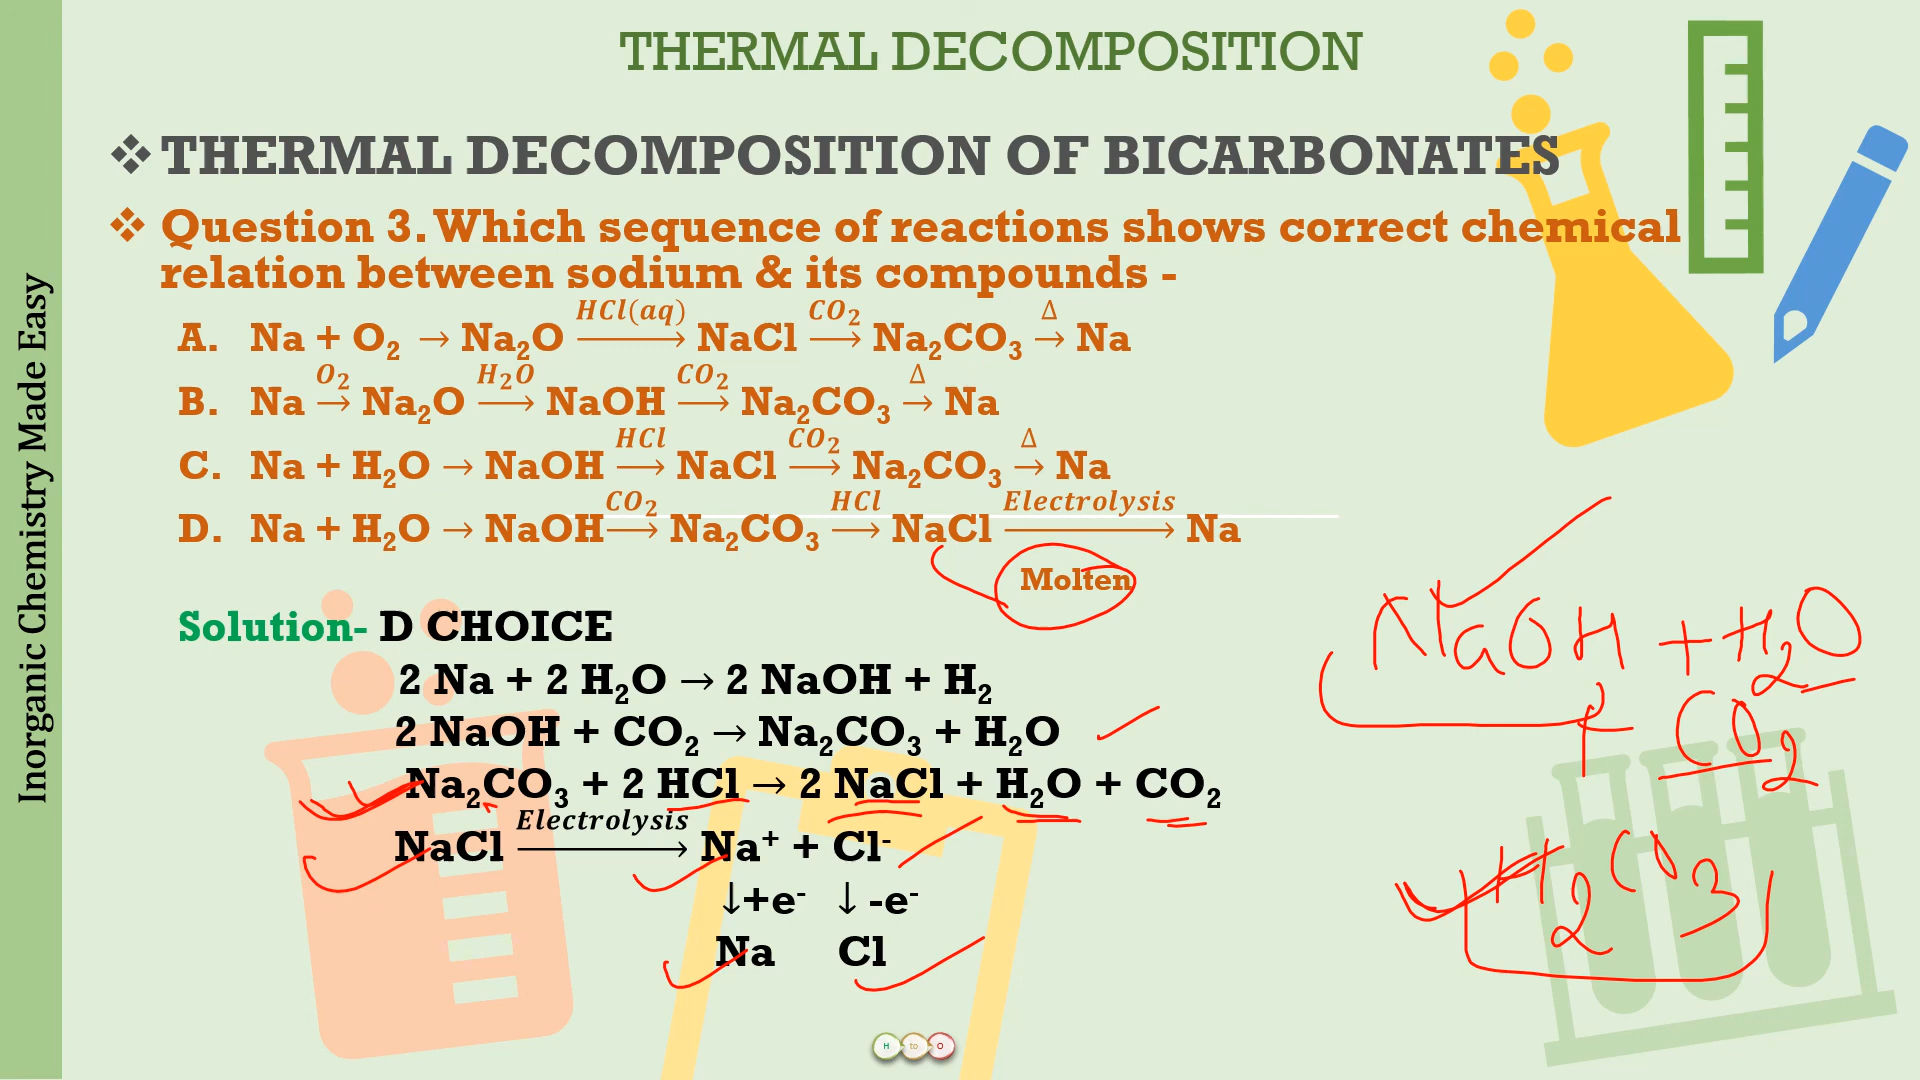 THERMAL DECOMPOSITION
Inorganic Chemistry Made Easy
❖ THERMAL DECOMPOSITION OF BICARBONATES
❖ Question 3. Which sequence of reactions shows correct chemical
relation between sodium & its compounds -
HCl(aq) CO₂ Δ
A. Na + O₂ → Na₂O → NaCl → Na₂CO₃ → Na
O₂ H₂O CO₂ Δ
B. Na → Na₂O → NaOH → Na₂CO₃ → Na
HCl CO₂ Δ
C. Na + H₂O → NaOH → NaCl → Na₂CO₃ → Na
CO₂ HCl Electrolysis
D. Na + H₂O → NaOH → Na₂CO₃ → NaCl → Na
Molten
Solution- D CHOICE
2 Na + 2 H₂O → 2 NaOH + H₂
2 NaOH + CO₂ → Na₂CO₃ + H₂O
Na₂CO₃ + 2 HCl → 2 NaCl + H₂O + CO₂
Electrolysis
NaCl → Na⁺ + Cl⁻
↓+e⁻ ↓ -e⁻
Na Cl
NaOH + H₂O
+ CO₂
H₂CO₃
H to O